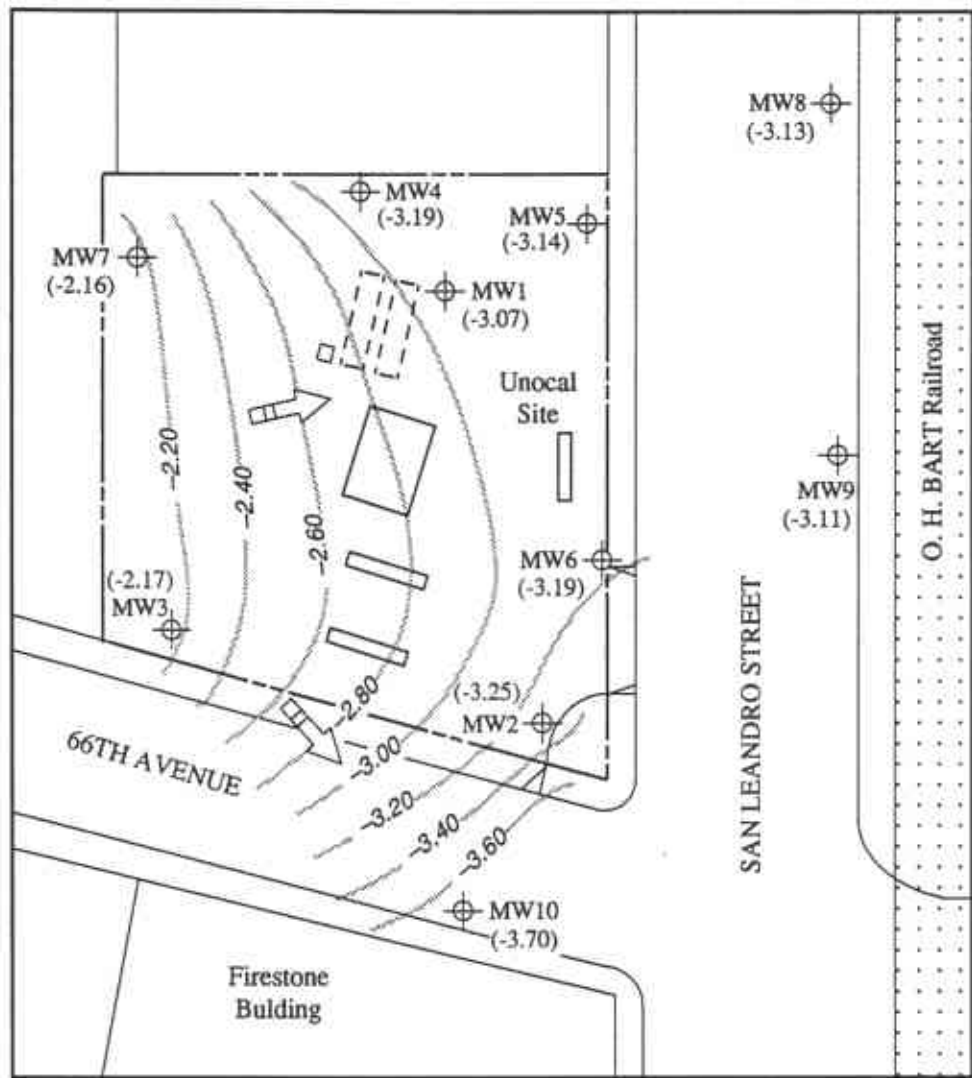 MW8
(-3.13)
MW4
(-3.19)
MW5
(-3.14)
MW7
(-2.16)
MW1
(-3.07)
Unocal
Site
O. H. BART Railroad
-2.20
-2.40
-2.60
MW9
(-3.11)
MW6
(-3.19)
(-2.17)
MW3
SAN LEANDRO STREET
-2.80
(-3.25)
MW2
66TH AVENUE
-3.00
-3.20
-3.40
-3.60
MW10
(-3.70)
Firestone
Bulding